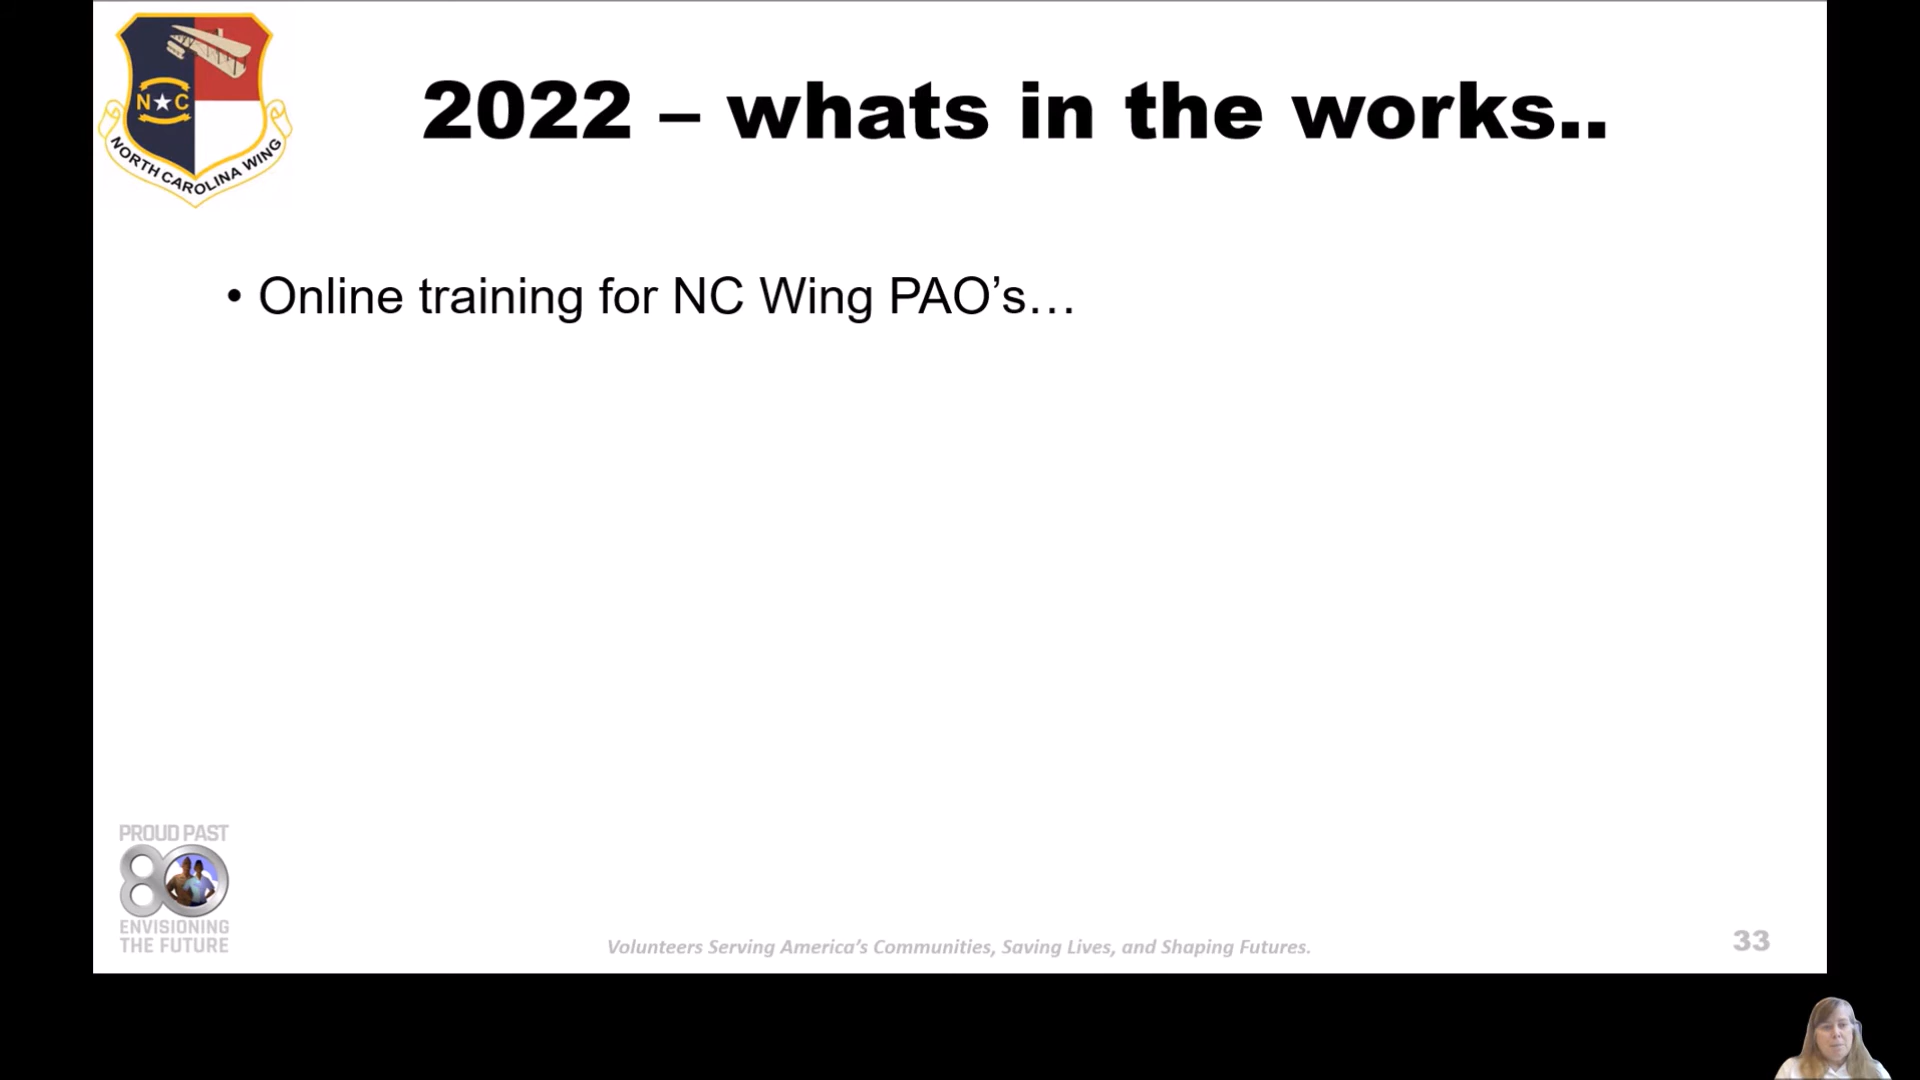 N★C
NORTH CAROLINA WING
2022 – whats in the works..
• Online training for NC Wing PAO’s…
PROUD PAST
80
ENVISIONING
THE FUTURE
Volunteers Serving America’s Communities, Saving Lives, and Shaping Futures.
33